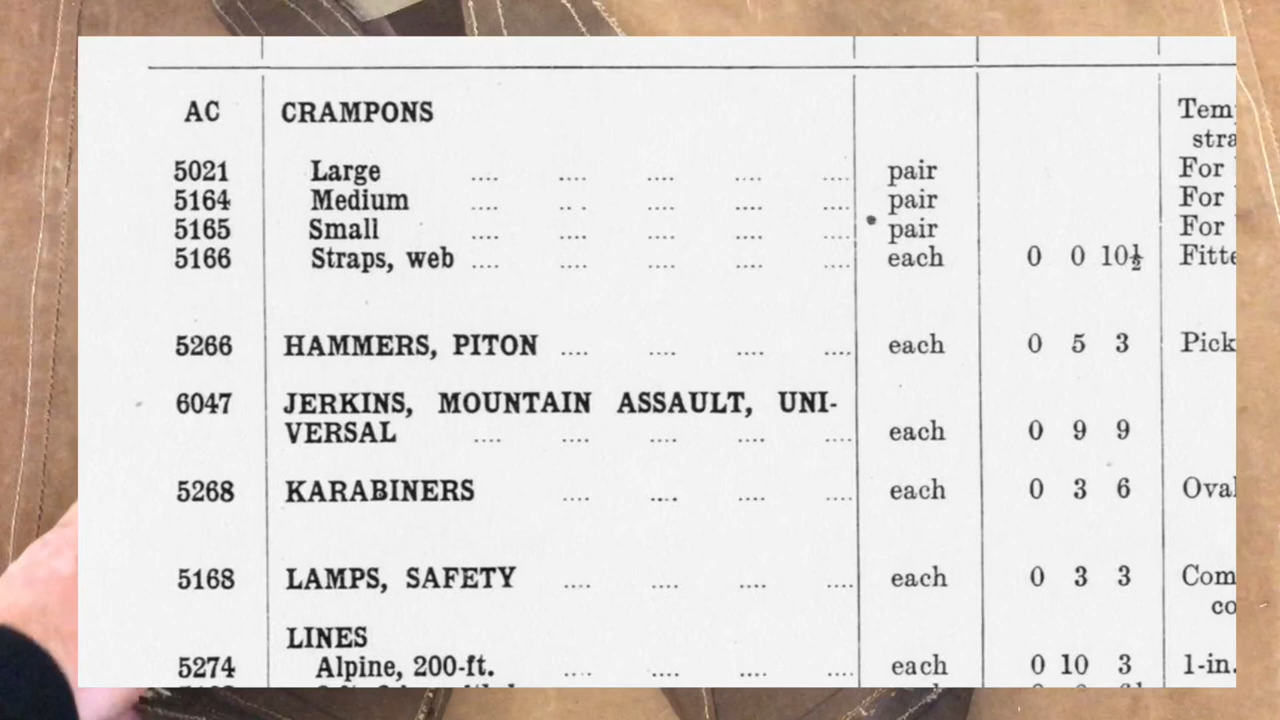 AC CRAMPONS
5021 Large .... .... .... .... .... pair For
5164 Medium .... .... .... .... .... pair For
5165 Small .... .... .... .... .... pair For
5166 Straps, web .... .... .... .... .... each 0 0 10½
5266 HAMMERS, PITON .... .... .... .... each 0 5 3 Pick
6047 JERKINS, MOUNTAIN ASSAULT, UNI-
VERSAL .... .... .... .... .... each 0 9 9
5268 KARABINERS .... .... .... .... each 0 3 6 Oval
5168 LAMPS, SAFETY .... .... .... .... each 0 3 3 Com
co
LINES
5274 Alpine, 200-ft. .... .... .... .... each 0 10 3 1-in.